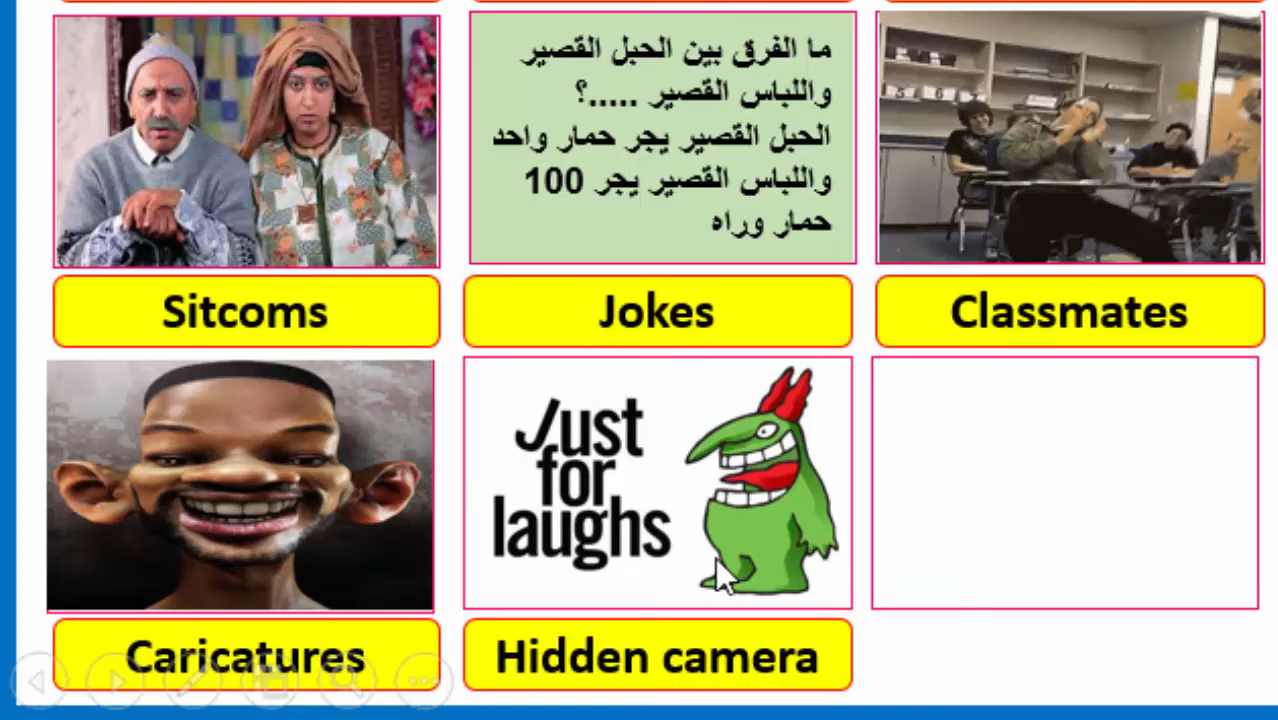 ما الفرق بين الحبل القصير
واللباس القصير .....؟
الحبل القصير يجر حمار واحد
واللباس القصير يجر 100
حمار وراه
Sitcoms
Jokes
Classmates
Just
for
laughs
Caricatures
Hidden camera